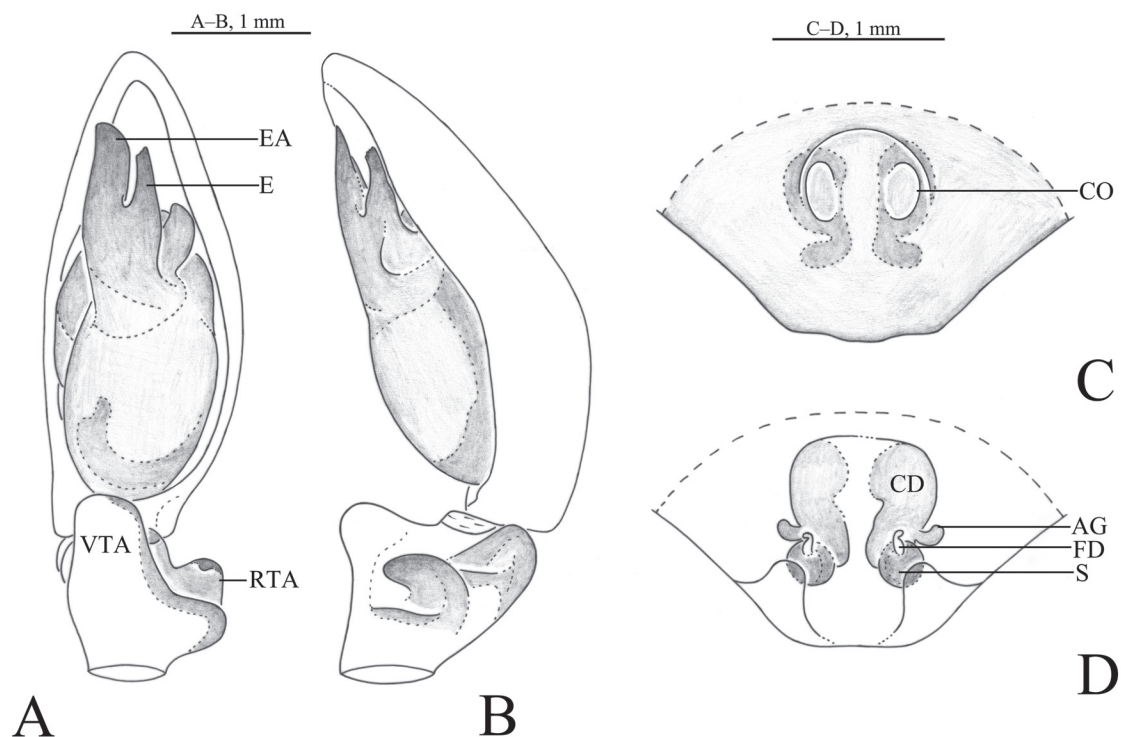 A–B, 1 mm
C–D, 1 mm
EA
E
CO
C
VTA
RTA
CD
AG
FD
S
A
B
D